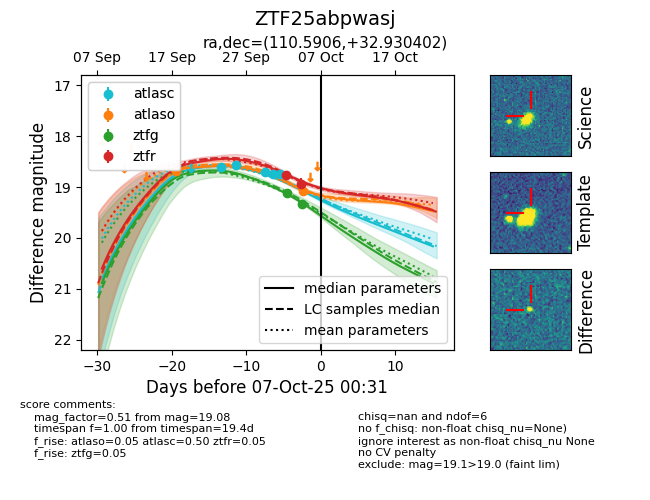 ZTF25abpwasj
ra,dec=(110.5906,+32.930402)
07 Sep 17 Sep 27 Sep 07 Oct 17 Oct
17
18
19
20
21
22
Difference magnitude
atlasc
atlaso
ztfg
ztfr
median parameters
LC samples median
mean parameters
−30 −20 −10 0 10
Days before 07-Oct-25 00:31
Science
Template
Difference
score comments:
mag_factor=0.51 from mag=19.08
timespan f=1.00 from timespan=19.4d
f_rise: atlaso=0.05 atlasc=0.50 ztfr=0.05
f_rise: ztfg=0.05
chisq=nan and ndof=6
no f_chisq: non-float chisq_nu=None)
ignore interest as non-float chisq_nu None
no CV penalty
exclude: mag=19.1>19.0 (faint lim)